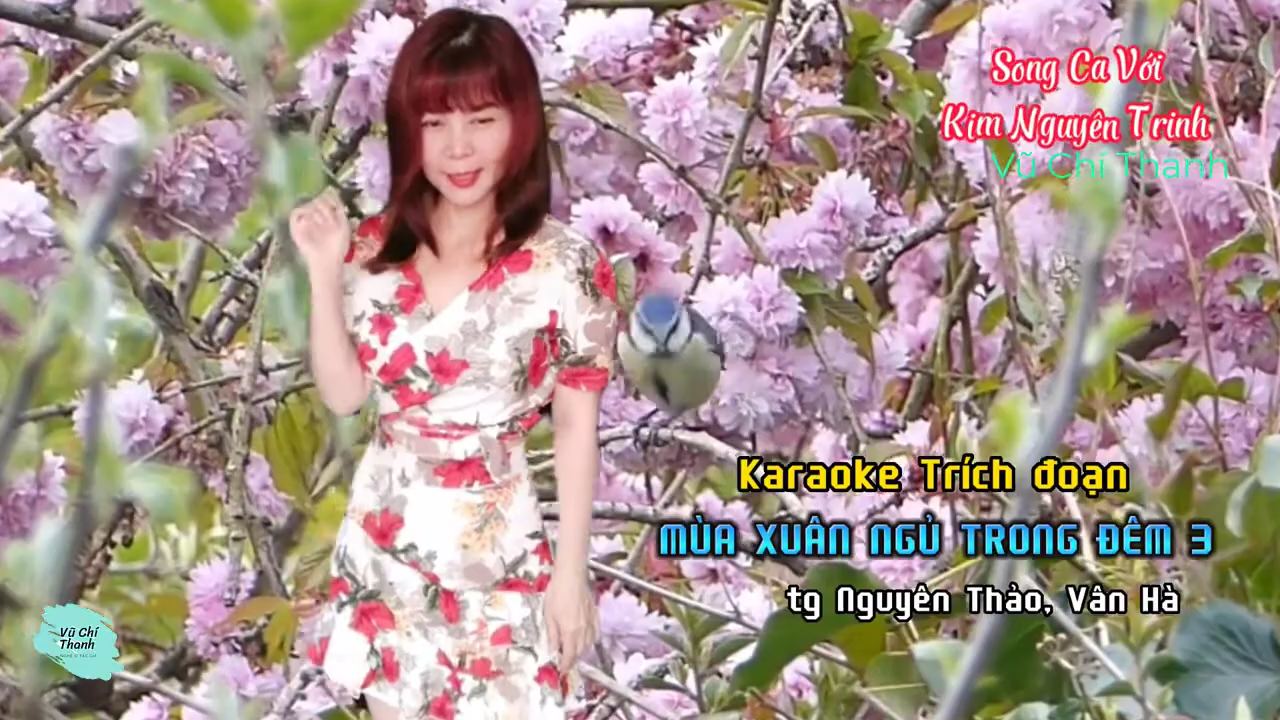 Song Ca Với
Kim Nguyên Trinh
Vũ Chí Thanh
Karaoke Trích đoạn
MÙA XUÂN NGỦ TRONG ĐÊM 3
tg Nguyên Thảo, Vân Hà
Vũ Chí
Thanh